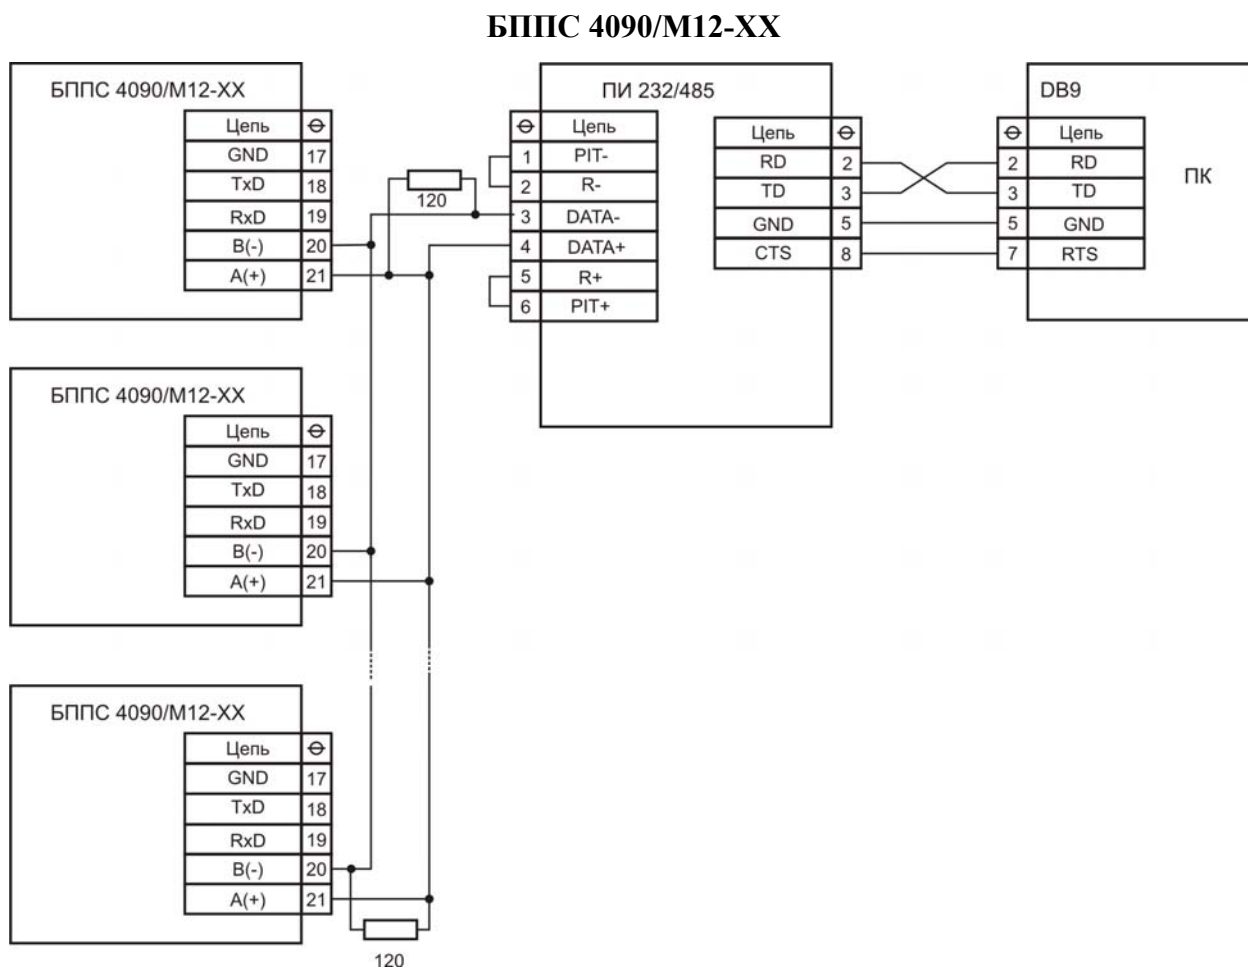 БППС 4090/М12-ХХ
БППС 4090/М12-ХХ
Цепь
GND 17
TxD 18
RxD 19
B(-) 20
A(+) 21
120
ПИ 232/485
Цепь
1 PIT-
2 R-
3 DATA-
4 DATA+
5 R+
6 PIT+
Цепь
RD 2
TD 3
GND 5
CTS 8
DB9
Цепь
2 RD
3 TD
5 GND
7 RTS
ПК
БППС 4090/М12-ХХ
Цепь
GND 17
TxD 18
RxD 19
B(-) 20
A(+) 21
БППС 4090/М12-ХХ
Цепь
GND 17
TxD 18
RxD 19
B(-) 20
A(+) 21
120